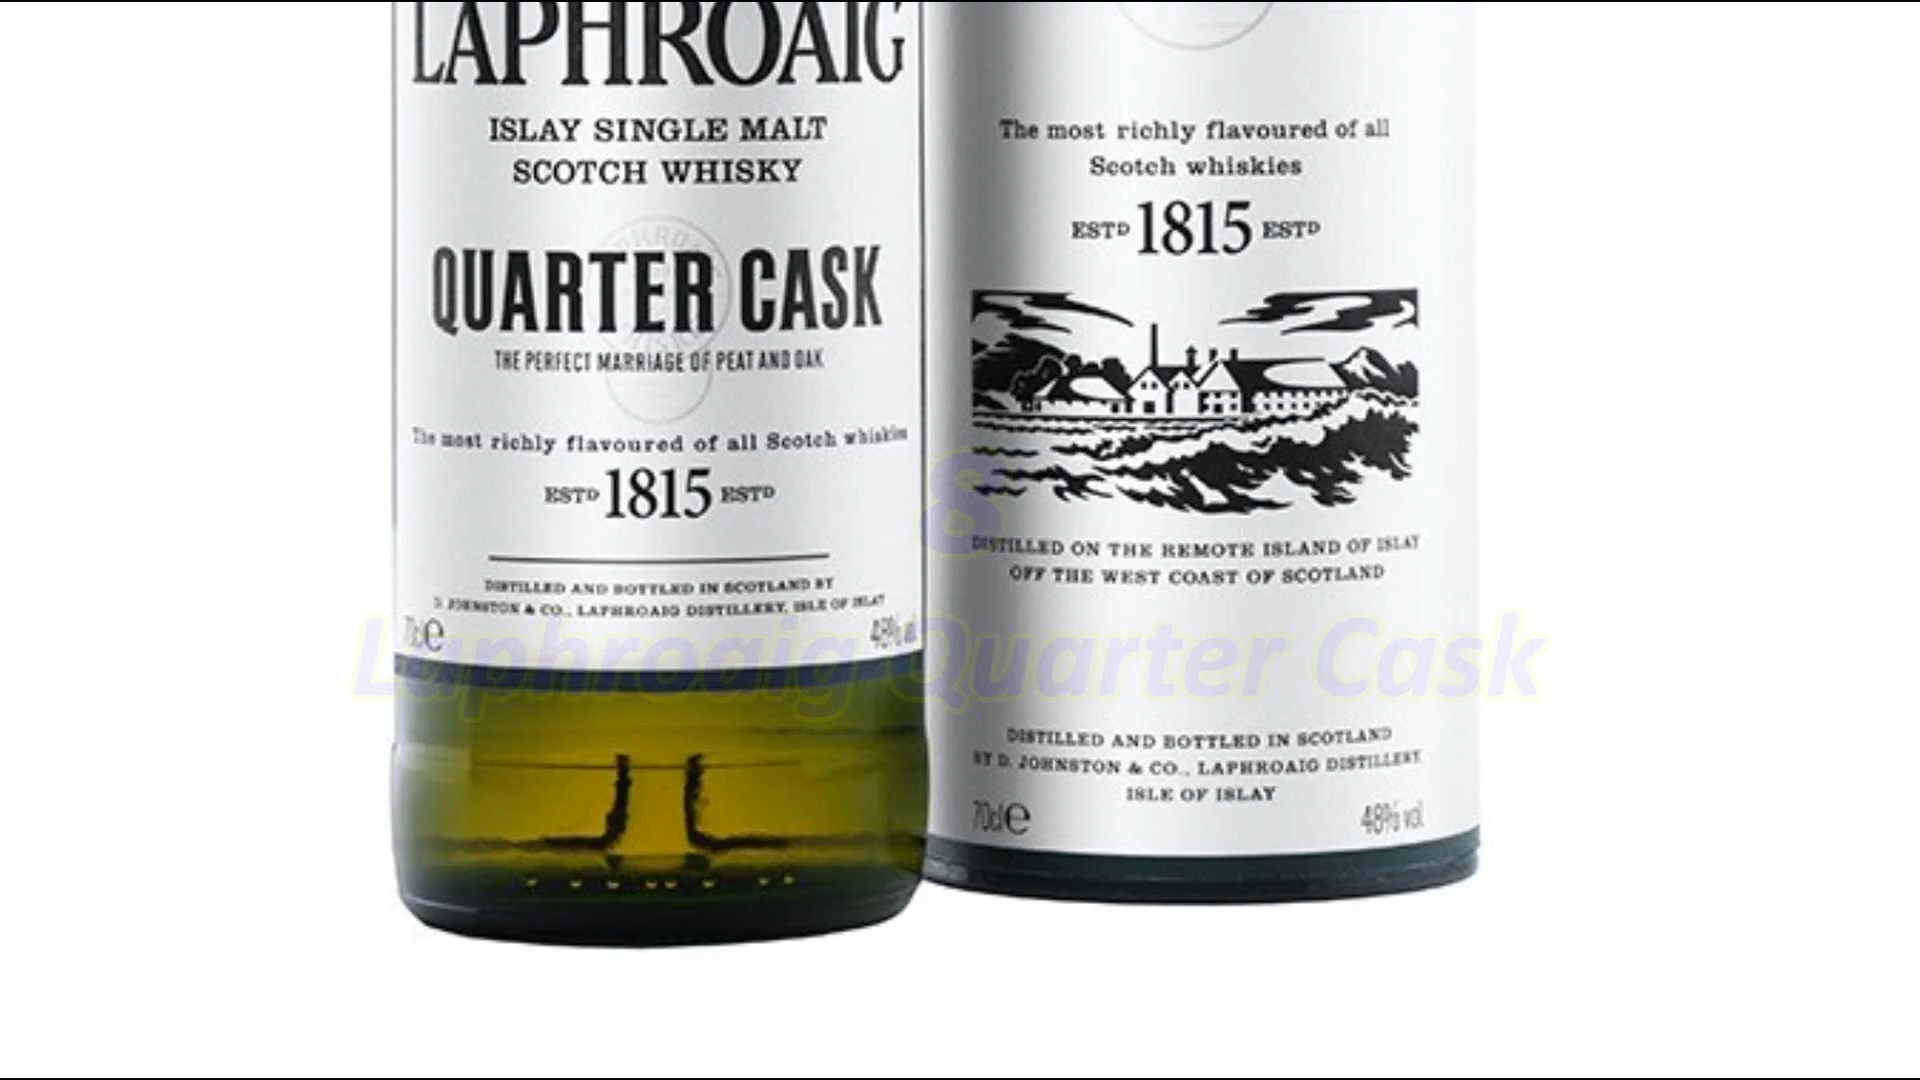 LAPHROAIG
ISLAY SINGLE MALT
SCOTCH WHISKY
QUARTER CASK
THE PERFECT MARRIAGE OF PEAT AND OAK
The most richly flavoured of all Scotch whiskies
ESTD 1815 ESTD
DISTILLED AND BOTTLED IN SCOTLAND BY
D. JOHNSTON & CO., LAPHROAIG DISTILLERY, ISLE OF ISLAY
70cl e 48% vol
The most richly flavoured of all
Scotch whiskies
ESTD 1815 ESTD
DISTILLED ON THE REMOTE ISLAND OF ISLAY
OFF THE WEST COAST OF SCOTLAND
DISTILLED AND BOTTLED IN SCOTLAND
BY D. JOHNSTON & CO., LAPHROAIG DISTILLERY,
ISLE OF ISLAY
70cl e 48% vol.
8
Laphroaig Quarter Cask